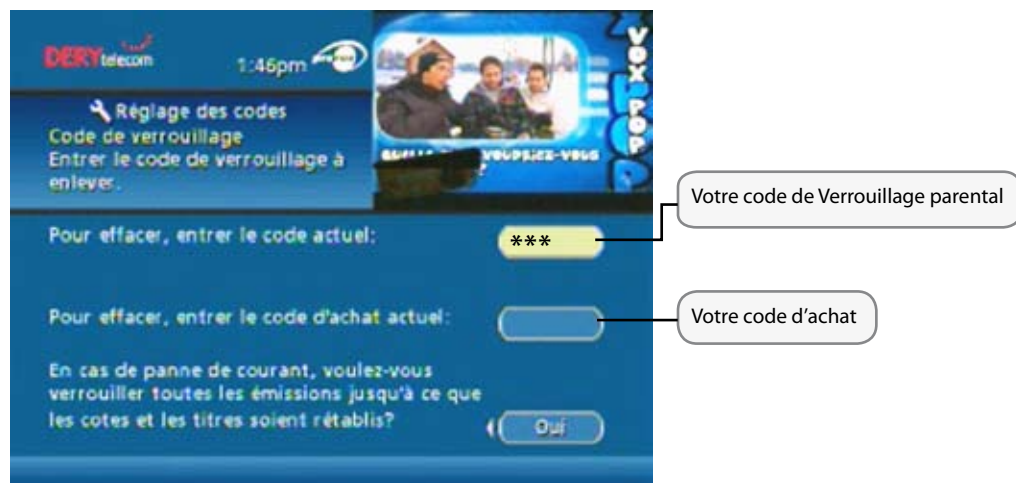 DERYtelecom
1:46pm
VOX POP
Réglage des codes
Code de verrouillage
Entrer le code de verrouillage à
enlever.
Votre code de Verrouillage parental
Pour effacer, entrer le code actuel:
***
Pour effacer, entrer le code d'achat actuel:
Votre code d’achat
En cas de panne de courant, voulez-vous
verrouiller toutes les émissions jusqu'à ce que
les cotes et les titres soient rétablis?
Oui